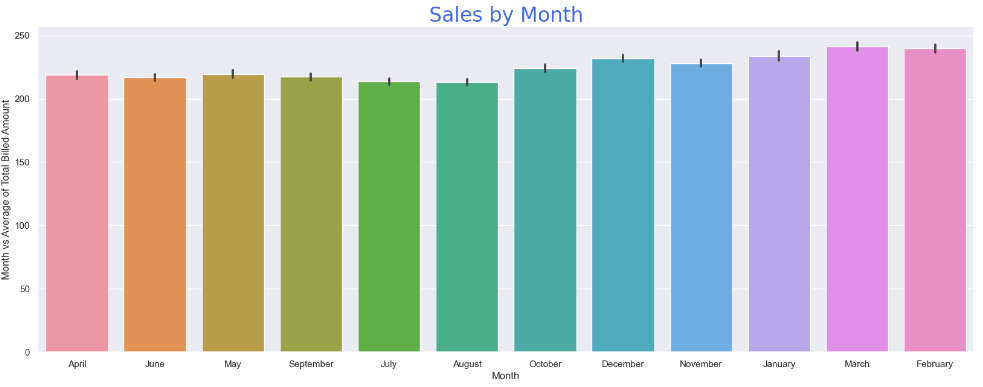 Sales by Month
Month vs Average of Total Billed Amount
250
200
150
100
50
0
April June May September July August October December November January March February
Month